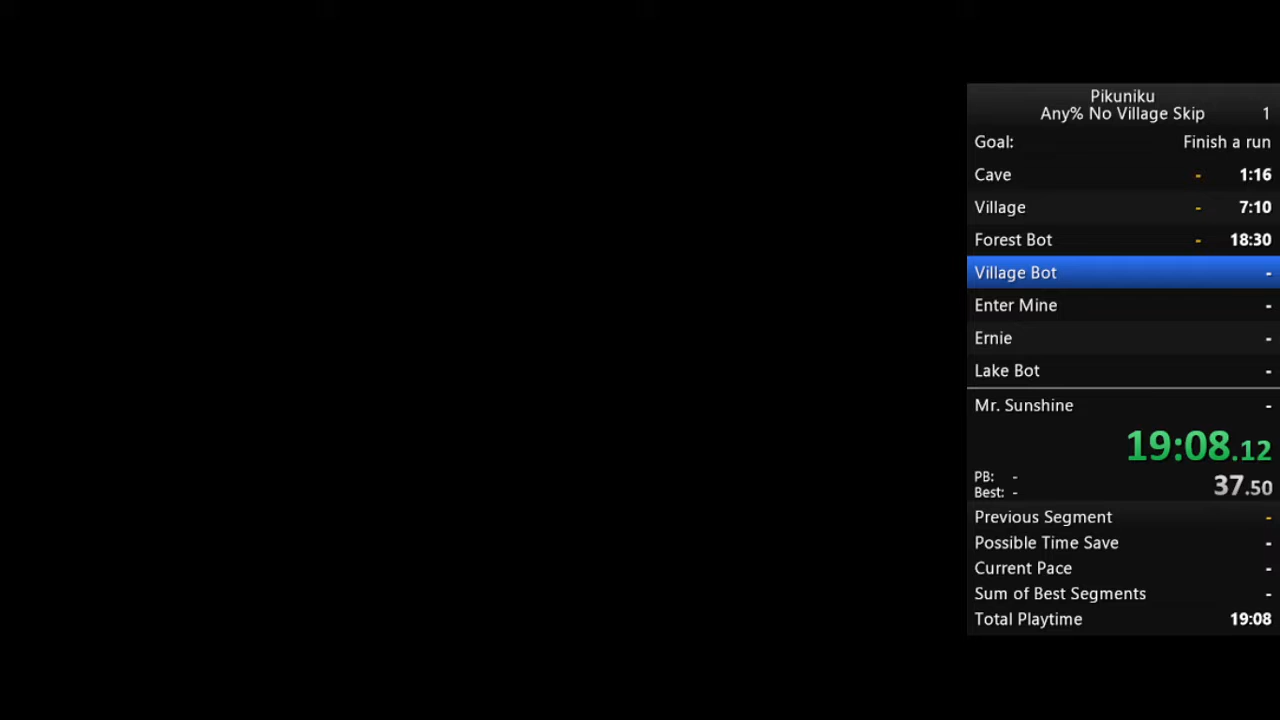 Pikuniku
Any% No Village Skip 1
Goal: Finish a run
Cave - 1:16
Village - 7:10
Forest Bot - 18:30
Village Bot -
Enter Mine -
Ernie -
Lake Bot -
Mr. Sunshine -
19:08.12
PB: -
Best: - 37.50
Previous Segment -
Possible Time Save -
Current Pace -
Sum of Best Segments -
Total Playtime 19:08